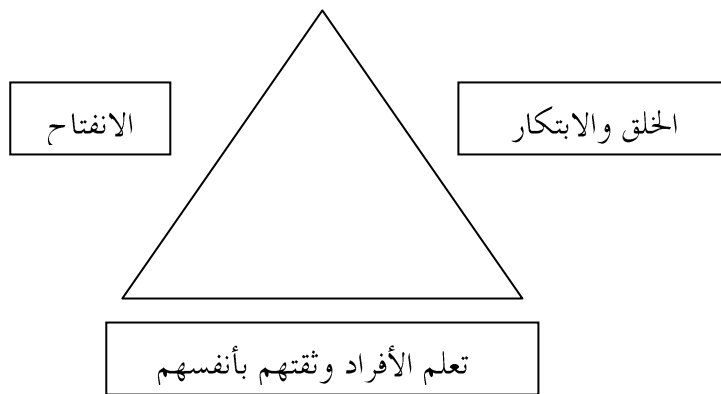 الخلق والابتكار
الانفتاح
تعلم الأفراد وثقتهم بأنفسهم